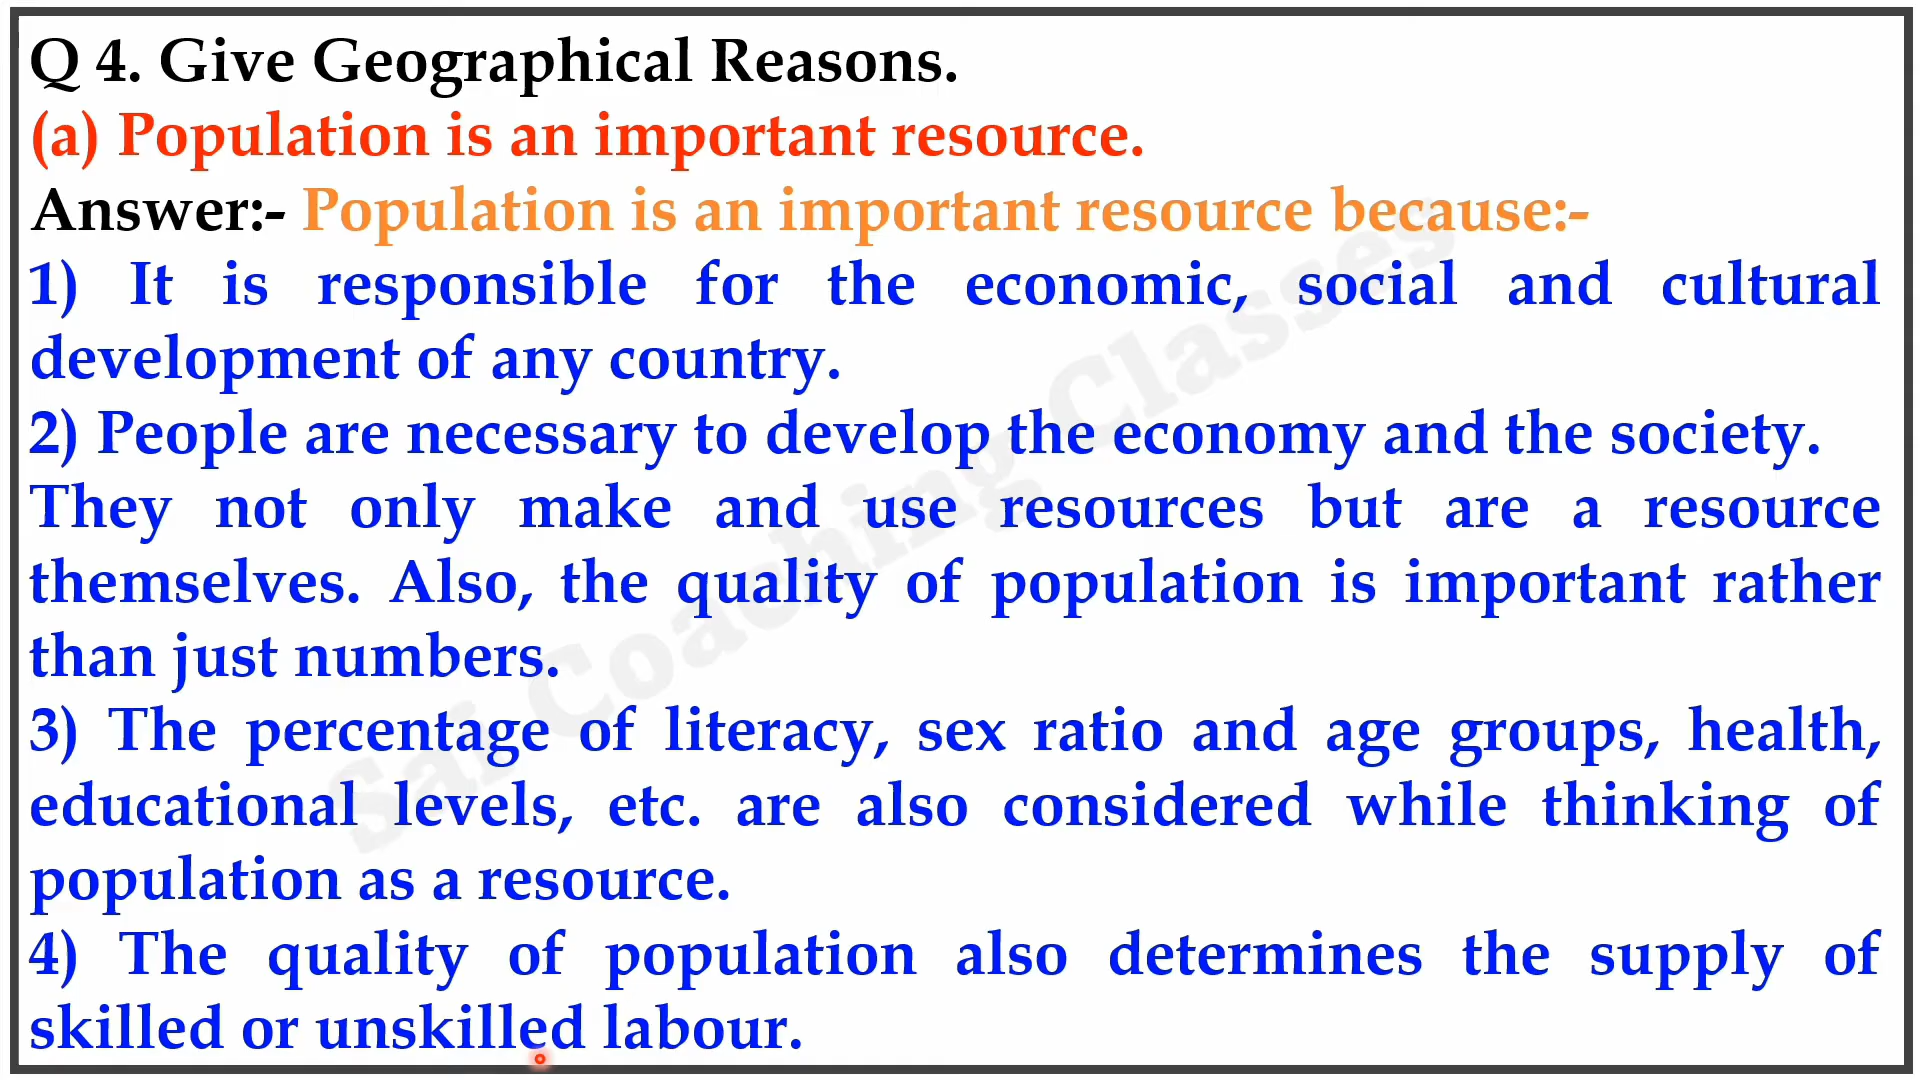 Q 4. Give Geographical Reasons.
(a) Population is an important resource.
Answer:- Population is an important resource because:-
1) It is responsible for the economic, social and cultural
development of any country.
2) People are necessary to develop the economy and the society.
They not only make and use resources but are a resource
themselves. Also, the quality of population is important rather
than just numbers.
3) The percentage of literacy, sex ratio and age groups, health,
educational levels, etc. are also considered while thinking of
population as a resource.
4) The quality of population also determines the supply of
skilled or unskilled labour.
Sai Coaching Classes